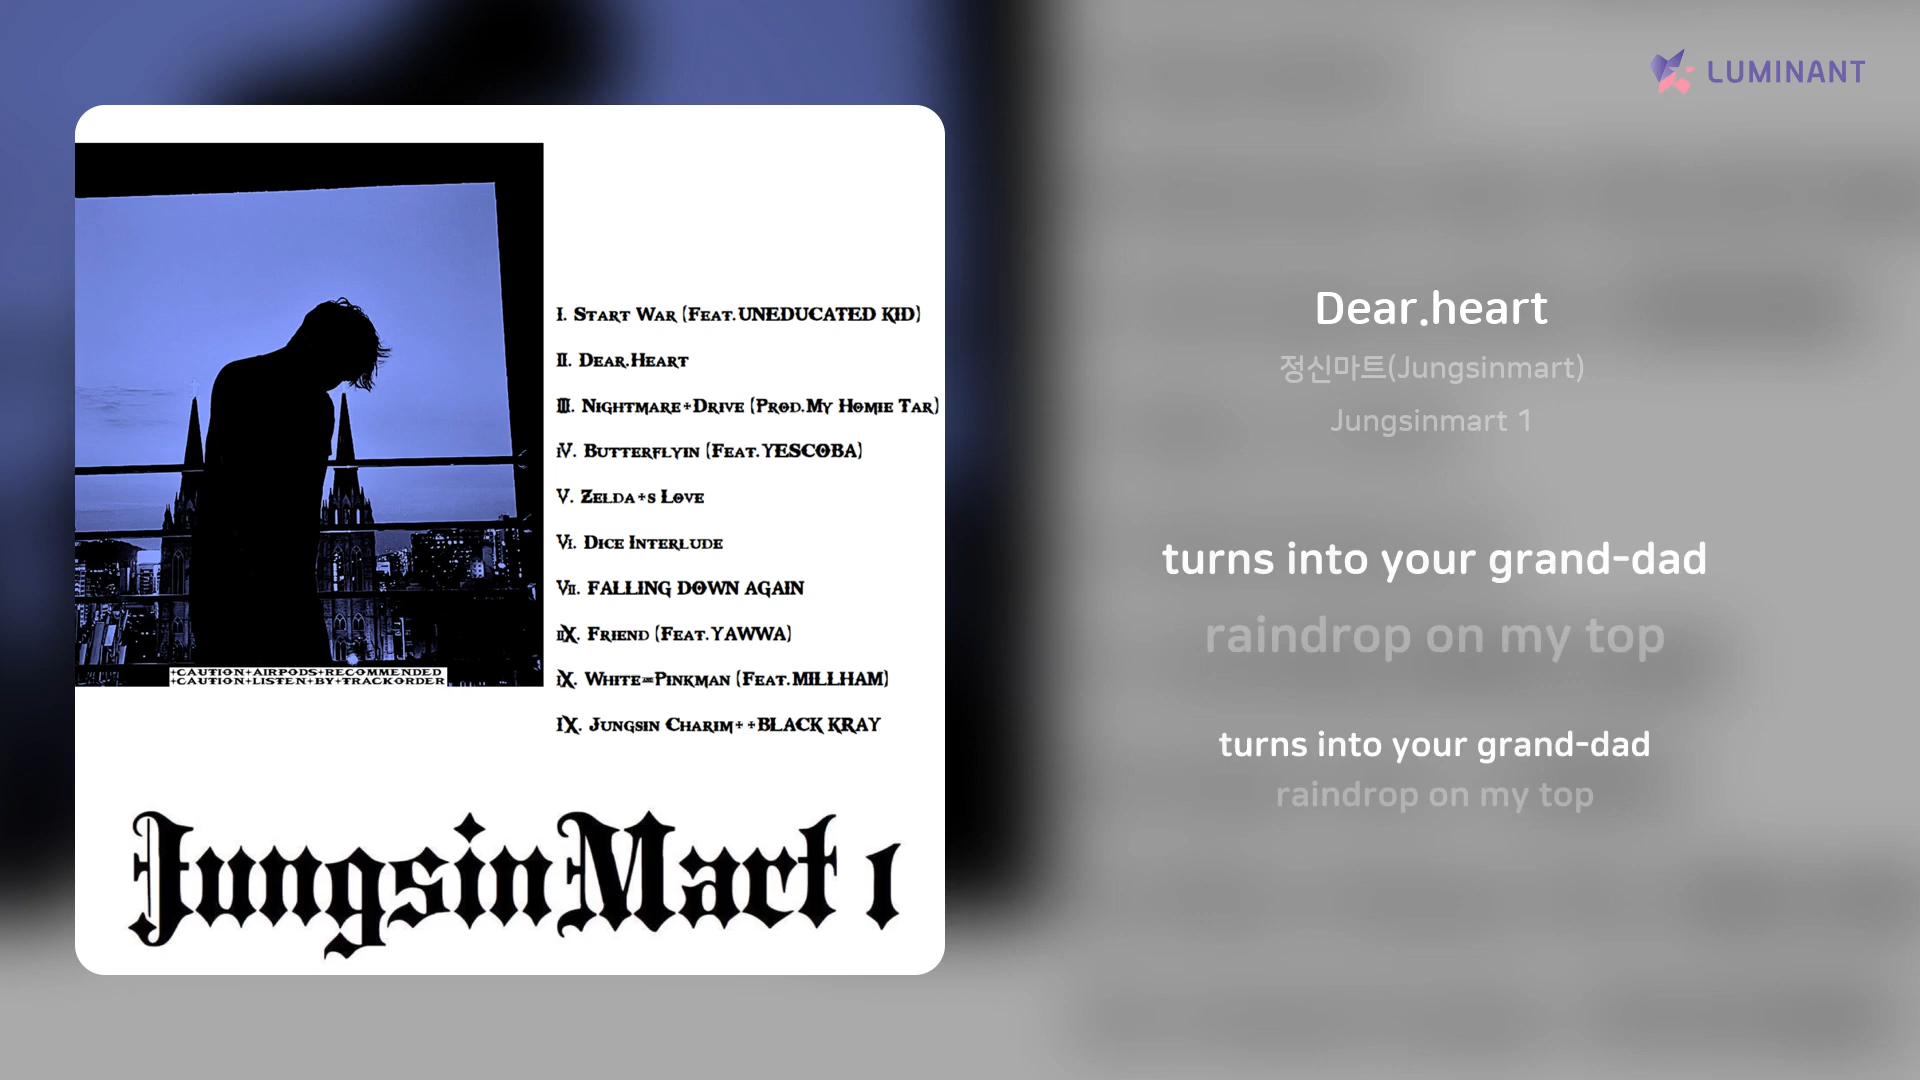 LUMINANT
I. Start War (Feat.UNEDUCATED KID)
II. Dear.Heart
III. Nightmare+Drive (Prod.My Homie Tar)
IV. Butterflyin (Feat.YESCOBA)
V. Zelda+s Love
VI. Dice Interlude
VII. FALLING DOWN AGAIN
IIX. Friend (Feat.YAWWA)
IX. White=Pinkman (Feat.MILLHAM)
IX. Jungsin Charim++BLACK KRAY
+CAUTION+AIRPODS+RECOMMENDED
+CAUTION+LISTEN+BY+TRACKORDER
JungsinMart 1
Dear.heart
정신마트(Jungsinmart)
Jungsinmart 1
turns into your grand-dad
raindrop on my top
turns into your grand-dad
raindrop on my top